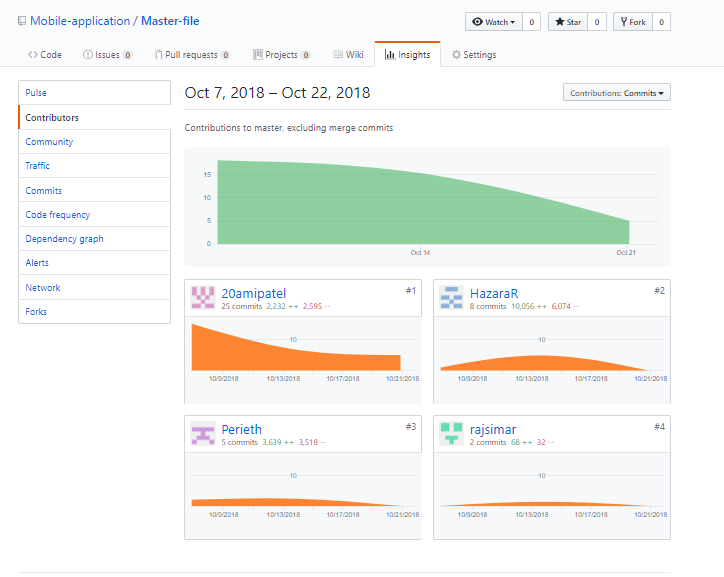 Mobile-application / Master-file
Watch 0 Star 0 Fork 0
Code Issues 0 Pull requests 0 Projects 0 Wiki Insights Settings
Pulse
Contributors
Community
Traffic
Commits
Code frequency
Dependency graph
Alerts
Network
Forks
Oct 7, 2018 – Oct 22, 2018
Contributions: Commits
Contributions to master, excluding merge commits
15
10
5
0
Oct 14 Oct 21
20amipatel #1
25 commits 2,232 ++ 2,595 --
10
10/9/2018 10/13/2018 10/17/2018 10/21/2018
HazaraR #2
8 commits 10,056 ++ 6,074 --
10
10/9/2018 10/13/2018 10/17/2018 10/21/2018
Perieth #3
5 commits 3,639 ++ 3,518 --
10
10/9/2018 10/13/2018 10/17/2018 10/21/2018
rajsimar #4
2 commits 68 ++ 32 --
10
10/9/2018 10/13/2018 10/17/2018 10/21/2018